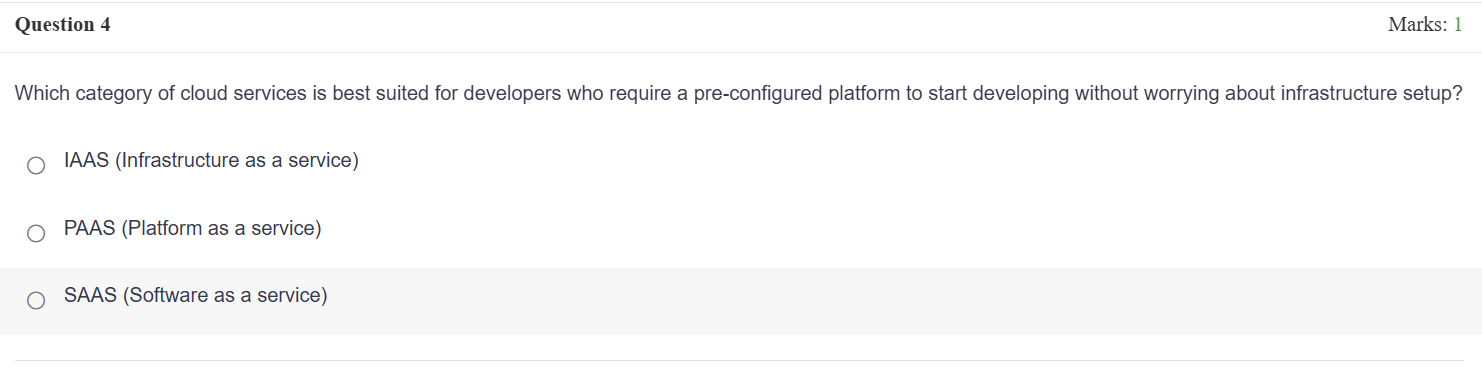 Question 4
Marks: 1
Which category of cloud services is best suited for developers who require a pre-configured platform to start developing without worrying about infrastructure setup?
IAAS (Infrastructure as a service)
PAAS (Platform as a service)
SAAS (Software as a service)